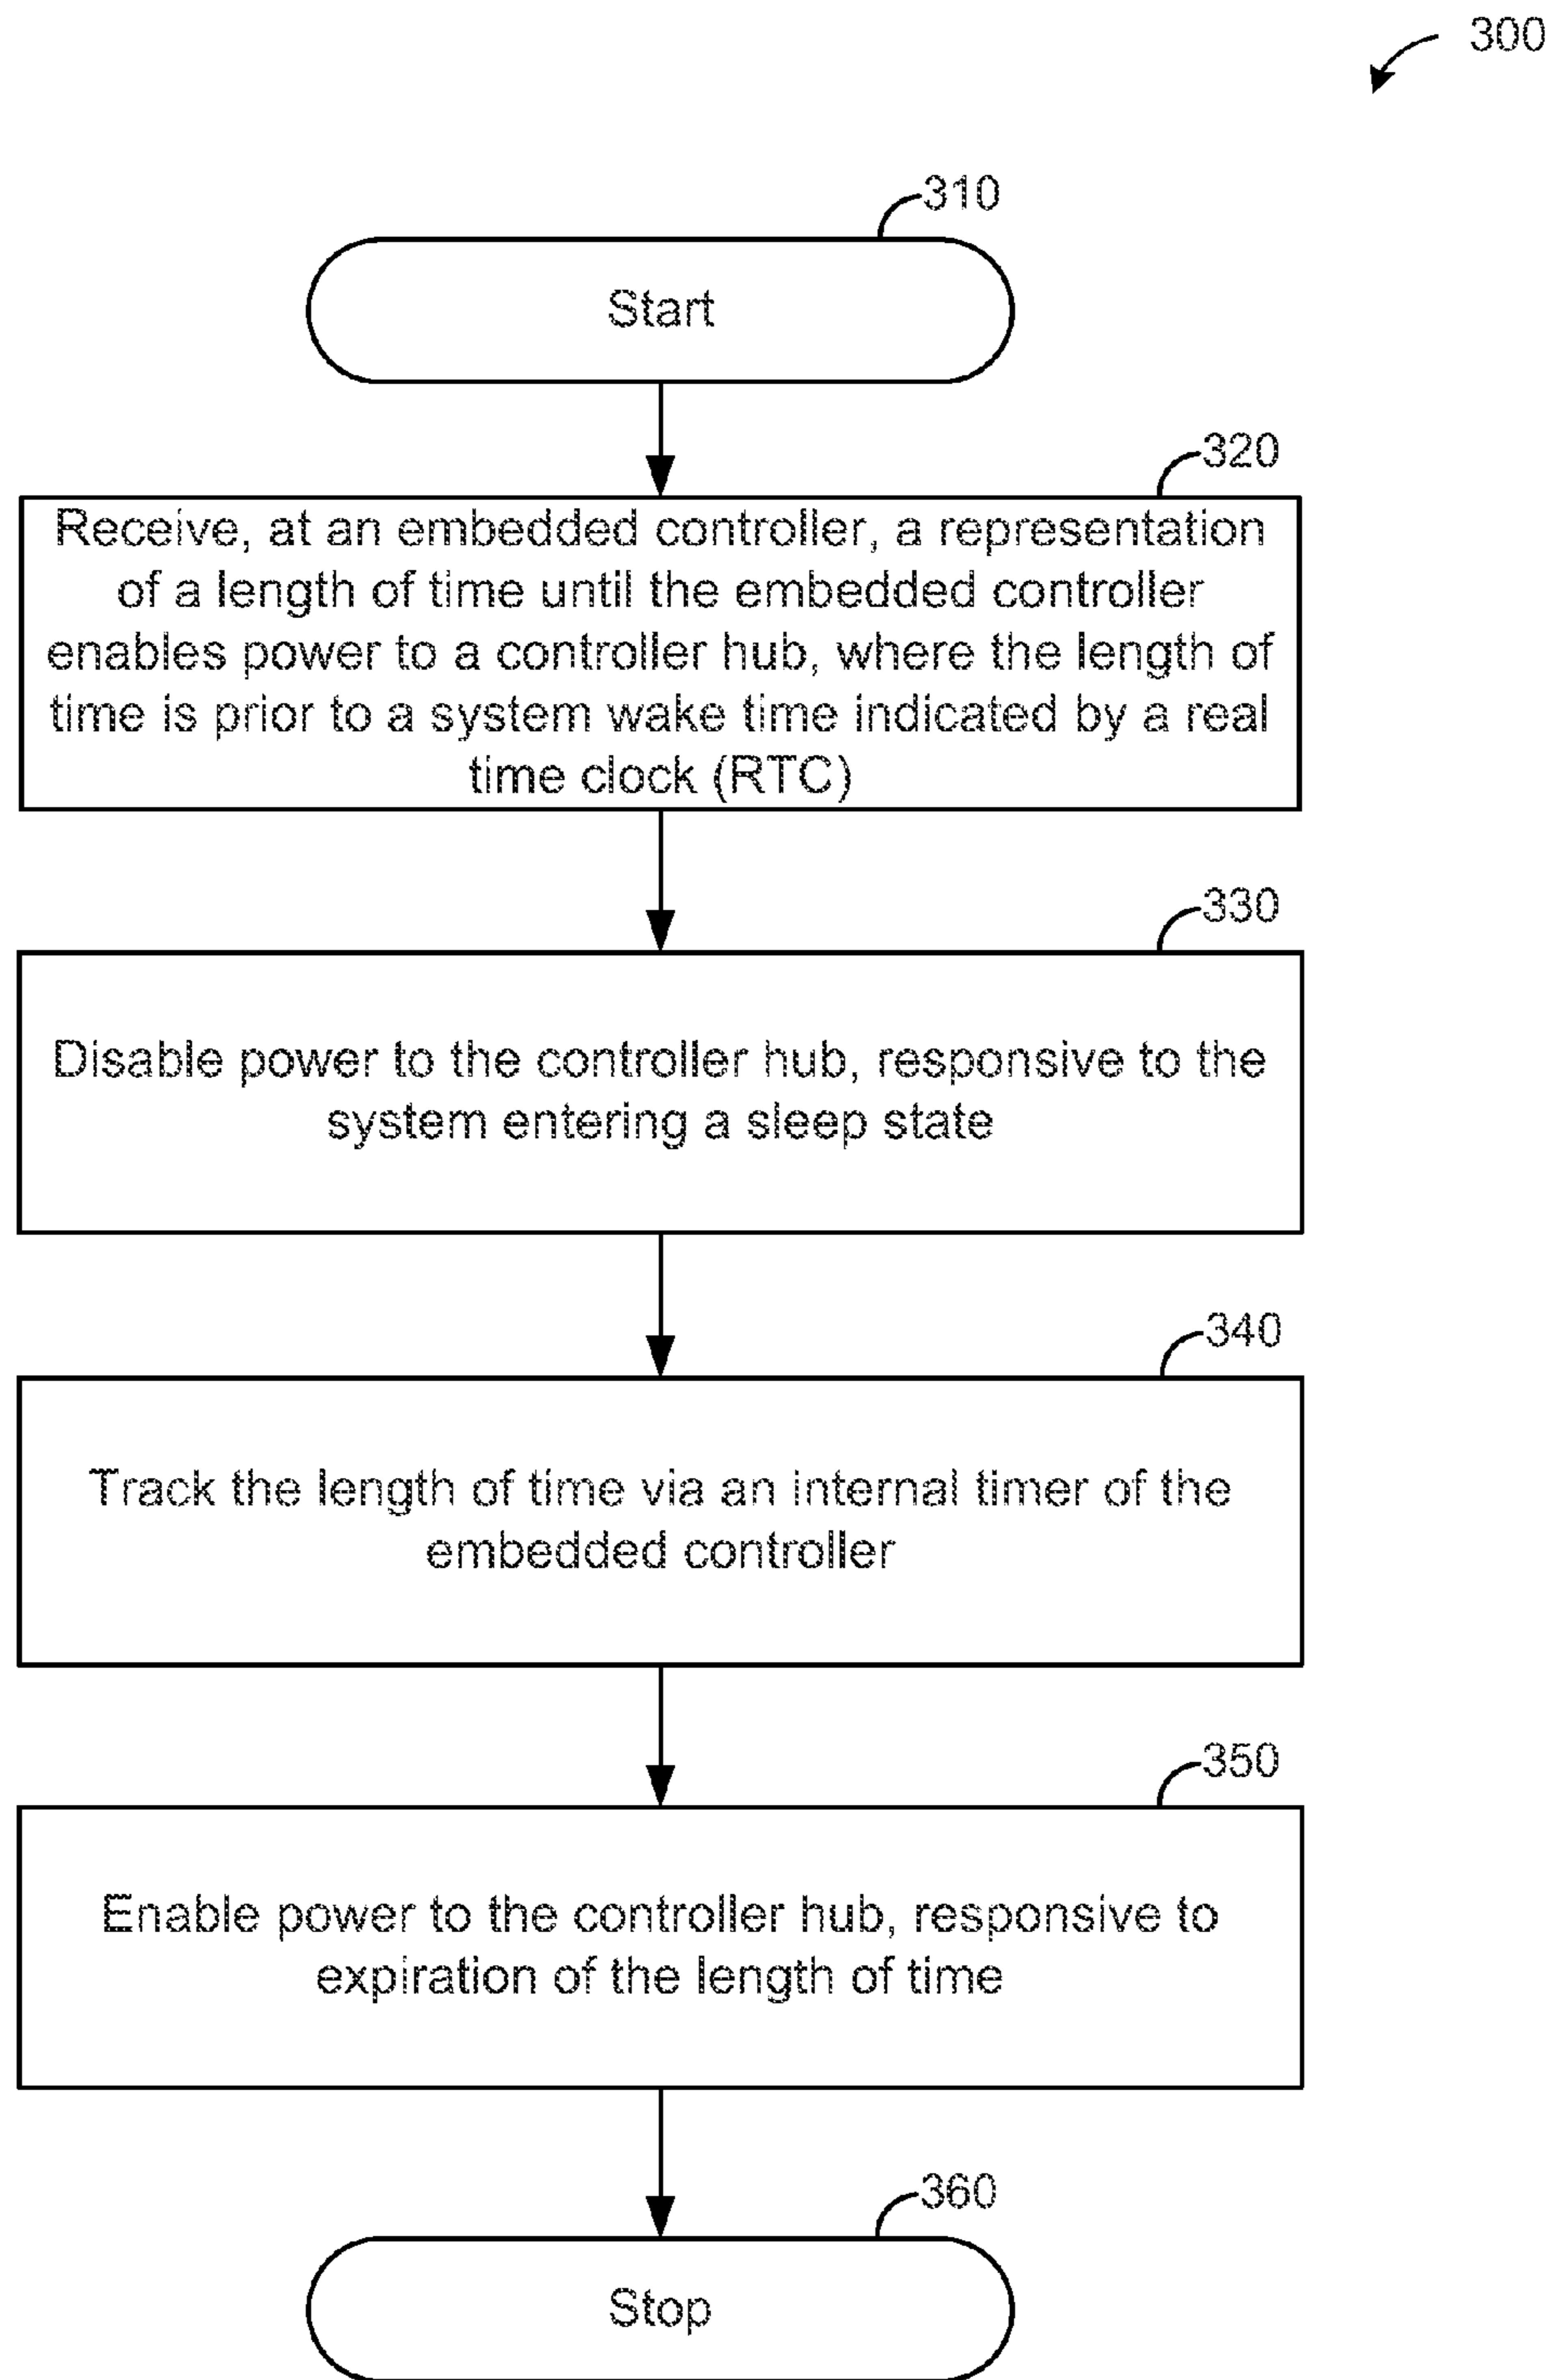 300
310
Start
320
Receive, at an embedded controller, a representation
of a length of time until the embedded controller
enables power to a controller hub, where the length of
time is prior to a system wake time indicated by a real
time clock (RTC)
330
Disable power to the controller hub, responsive to the
system entering a sleep state
340
Track the length of time via an internal timer of the
embedded controller
350
Enable power to the controller hub, responsive to
expiration of the length of time
360
Stop